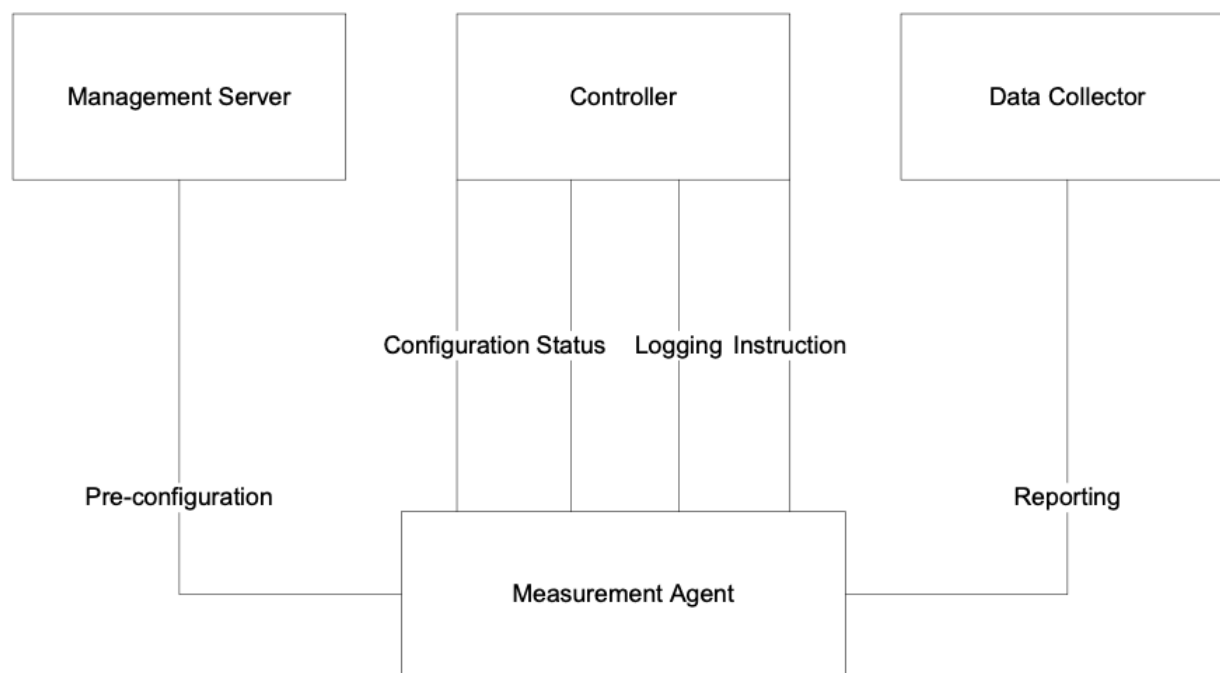 Management Server
Controller
Data Collector
Configuration
Status
Logging
Instruction
Pre-configuration
Reporting
Measurement Agent